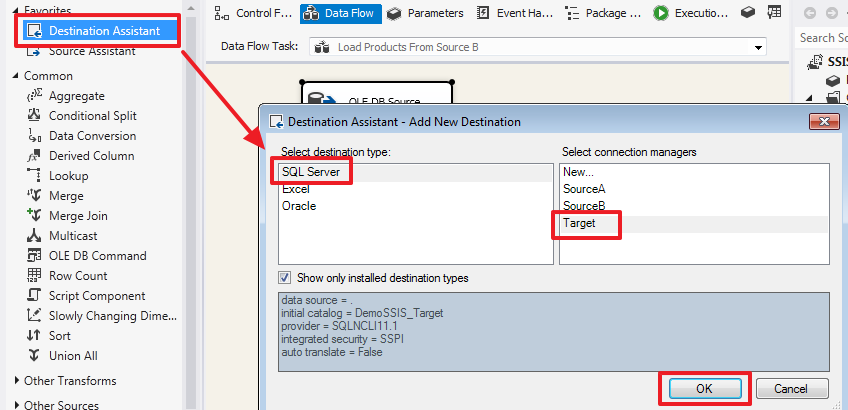 Favorites
Destination Assistant
Source Assistant
Common
Aggregate
Conditional Split
Data Conversion
Derived Column
Lookup
Merge
Merge Join
Multicast
OLE DB Command
Row Count
Script Component
Slowly Changing Dime...
Sort
Union All
Other Transforms
Other Sources
Control F... Data Flow Parameters Event Ha... Package ... Executio...
Data Flow Task: Load Products From Source B
OLE DB Source
Search So
SSIS
Destination Assistant - Add New Destination
Select destination type:
SQL Server
Excel
Oracle
Select connection managers
New...
SourceA
SourceB
Target
Show only installed destination types
data source = .
initial catalog = DemoSSIS_Target
provider = SQLNCLI11.1
integrated security = SSPI
auto translate = False
OK Cancel